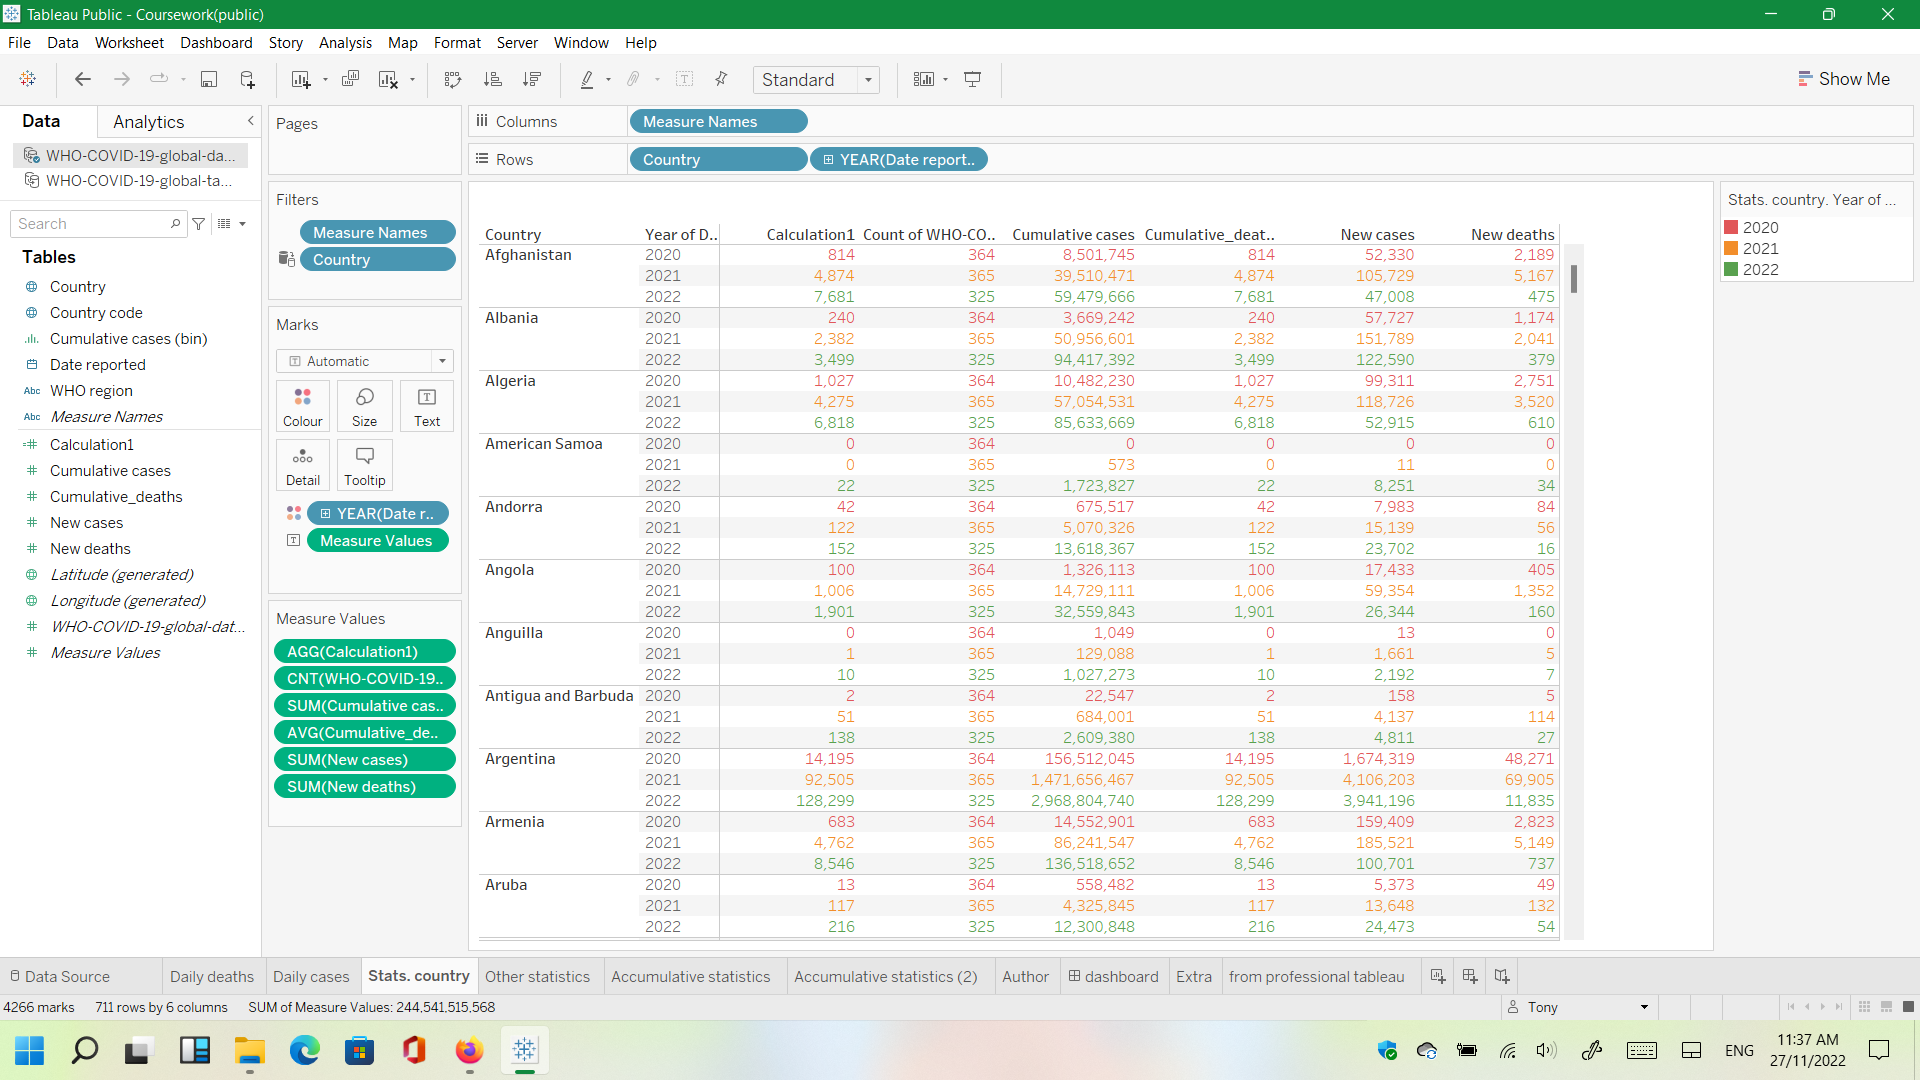 Tableau Public - Coursework(public)
File Data Worksheet Dashboard Story Analysis Map Format Server Window Help
Standard
Show Me
Data Analytics
WHO-COVID-19-global-da...
WHO-COVID-19-global-ta...
Search
Tables
Country
Country code
Cumulative cases (bin)
Date reported
Abc WHO region
Abc Measure Names
Calculation1
Cumulative cases
Cumulative_deaths
New cases
New deaths
Latitude (generated)
Longitude (generated)
WHO-COVID-19-global-dat...
Measure Values
Pages
Filters
Measure Names
Country
Marks
Automatic
Colour Size Text
Detail Tooltip
YEAR(Date r..
Measure Values
Measure Values
AGG(Calculation1)
CNT(WHO-COVID-19..
SUM(Cumulative cas..
AVG(Cumulative_de..
SUM(New cases)
SUM(New deaths)
Columns Measure Names
Rows Country YEAR(Date report..
Country Year of D.. Calculation1 Count of WHO-CO.. Cumulative cases Cumulative_deat.. New cases New deaths
Afghanistan 2020 814 364 8,501,745 814 52,330 2,189
2021 4,874 365 39,510,471 4,874 105,729 5,167
2022 7,681 325 59,479,666 7,681 47,008 475
Albania 2020 240 364 3,669,242 240 57,727 1,174
2021 2,382 365 50,956,601 2,382 151,789 2,041
2022 3,499 325 94,417,392 3,499 122,590 379
Algeria 2020 1,027 364 10,482,230 1,027 99,311 2,751
2021 4,275 365 57,054,531 4,275 118,726 3,520
2022 6,818 325 85,633,669 6,818 52,915 610
American Samoa 2020 0 364 0 0 0 0
2021 0 365 573 0 11 0
2022 22 325 1,723,827 22 8,251 34
Andorra 2020 42 364 675,517 42 7,983 84
2021 122 365 5,070,326 122 15,139 56
2022 152 325 13,618,367 152 23,702 16
Angola 2020 100 364 1,326,113 100 17,433 405
2021 1,006 365 14,729,111 1,006 59,354 1,352
2022 1,901 325 32,559,843 1,901 26,344 160
Anguilla 2020 0 364 1,049 0 13 0
2021 1 365 129,088 1 1,661 5
2022 10 325 1,027,273 10 2,192 7
Antigua and Barbuda 2020 2 364 22,547 2 158 5
2021 51 365 684,001 51 4,137 114
2022 138 325 2,609,380 138 4,811 27
Argentina 2020 14,195 364 156,512,045 14,195 1,674,319 48,271
2021 92,505 365 1,471,656,467 92,505 4,106,203 69,905
2022 128,299 325 2,968,804,740 128,299 3,941,196 11,835
Armenia 2020 683 364 14,552,901 683 159,409 2,823
2021 4,762 365 86,241,547 4,762 185,521 5,149
2022 8,546 325 136,518,652 8,546 100,701 737
Aruba 2020 13 364 558,482 13 5,373 49
2021 117 365 4,325,845 117 13,648 132
2022 216 325 12,300,848 216 24,473 54
Stats. country. Year of ...
2020
2021
2022
Data Source Daily deaths Daily cases Stats. country Other statistics Accumulative statistics Accumulative statistics (2) Author dashboard Extra from professional tableau
4266 marks 711 rows by 6 columns SUM of Measure Values: 244,541,515,568 Tony
ENG
11:37 AM
27/11/2022